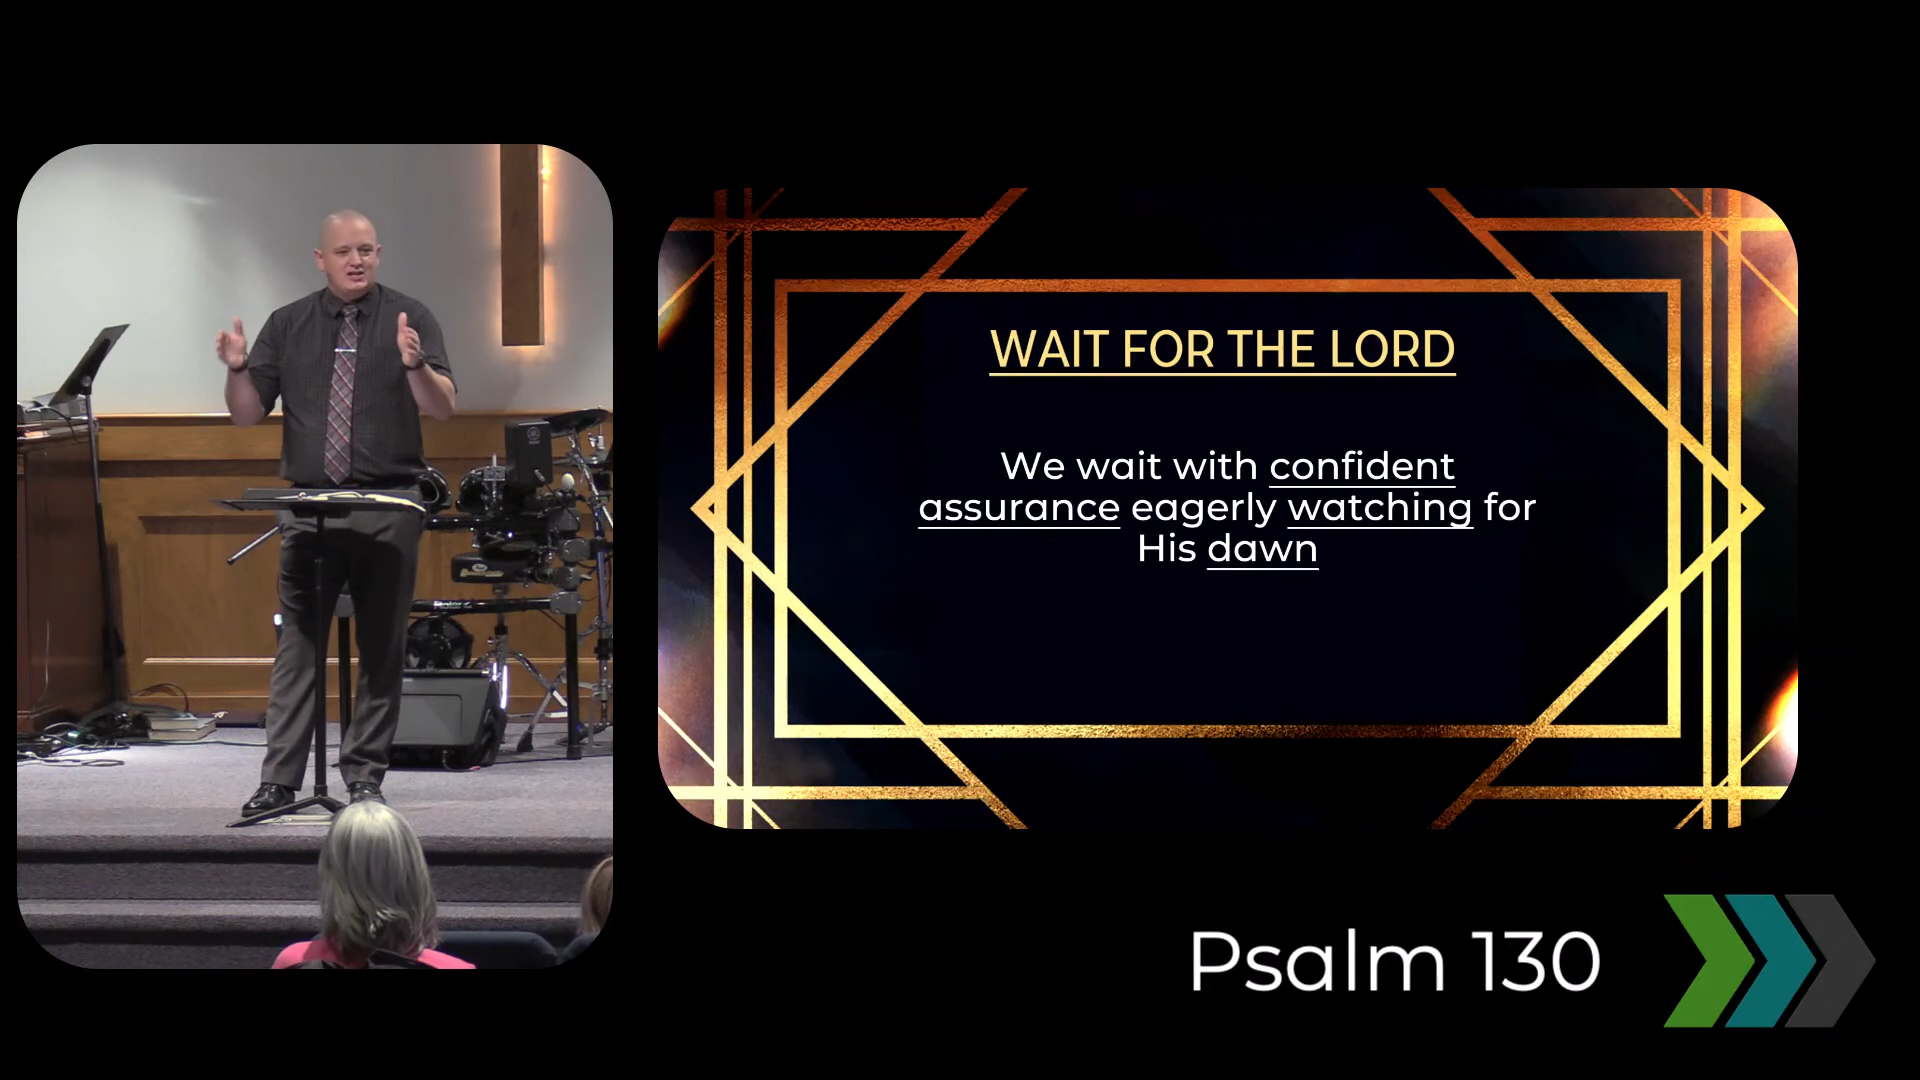 WAIT FOR THE LORD
We wait with confident
assurance eagerly watching for
His dawn
Psalm 130